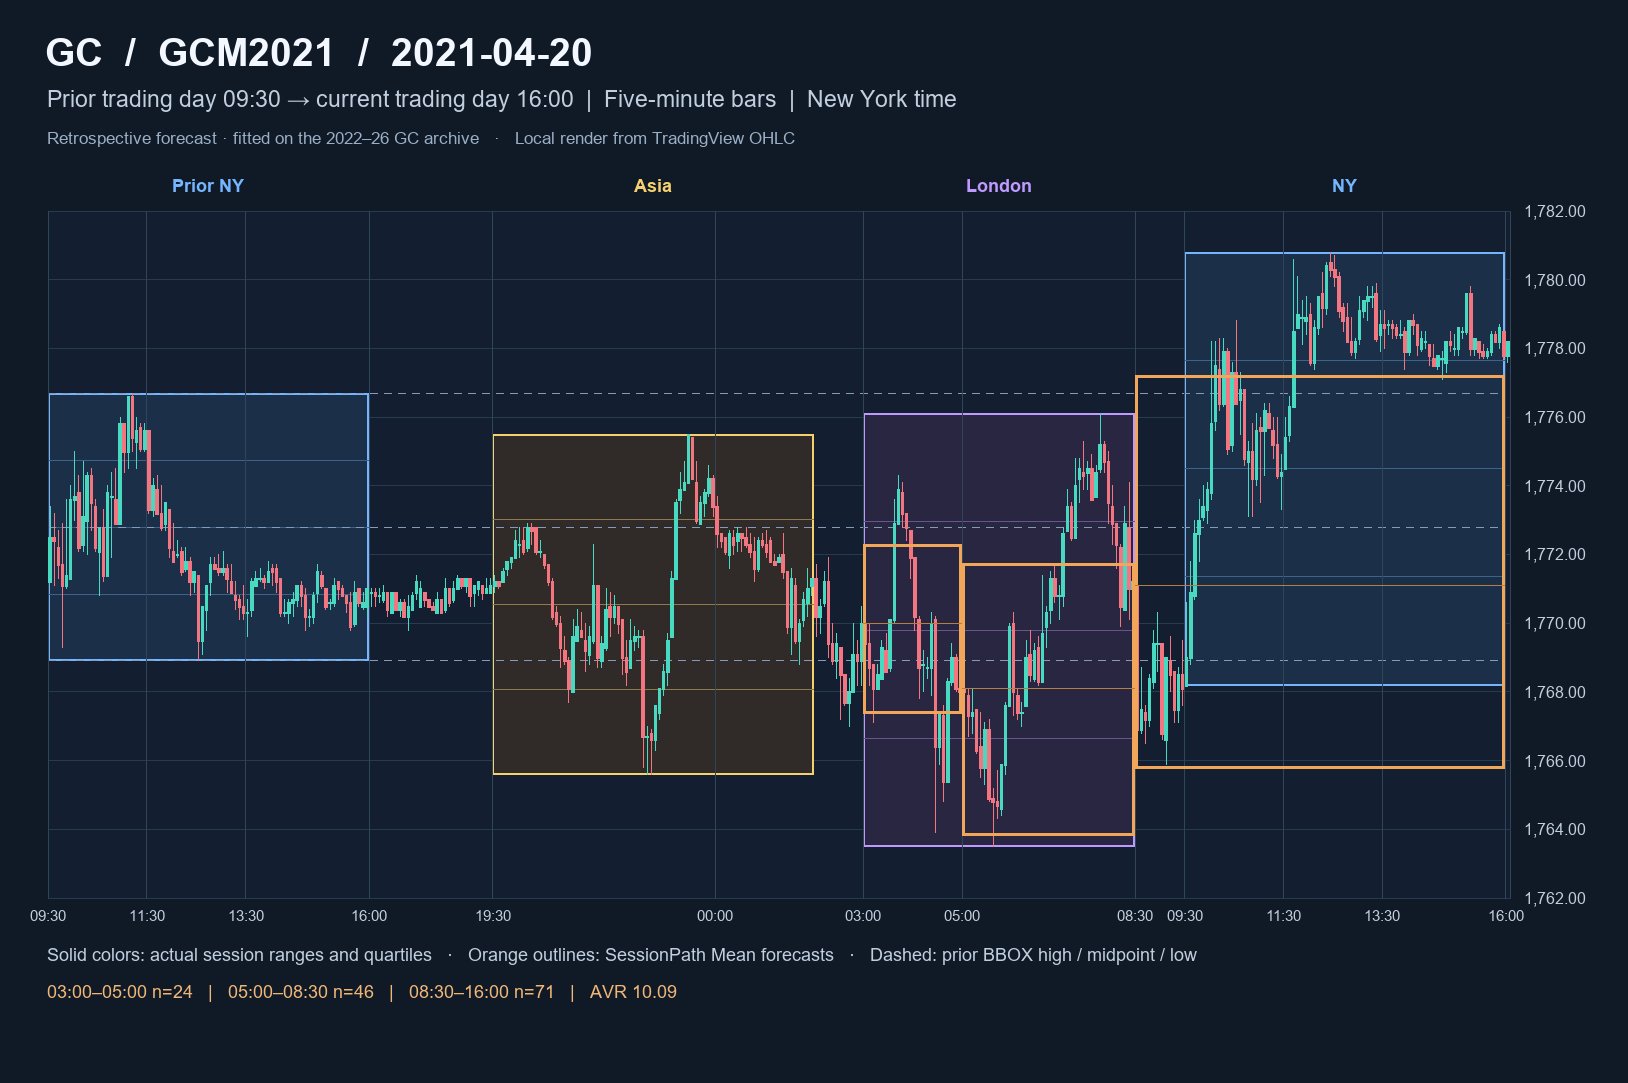 GC / GCM2021 / 2021-04-20
Prior trading day 09:30 → current trading day 16:00 | Five-minute bars | New York time
Retrospective forecast · fitted on the 2022–26 GC archive · Local render from TradingView OHLC
Prior NY Asia London NY
1,782.00
1,780.00
1,778.00
1,776.00
1,774.00
1,772.00
1,770.00
1,768.00
1,766.00
1,764.00
1,762.00
09:30 11:30 13:30 16:00 19:30 00:00 03:00 05:00 08:30 09:30 11:30 13:30 16:00
Solid colors: actual session ranges and quartiles · Orange outlines: SessionPath Mean forecasts · Dashed: prior BBOX high / midpoint / low
03:00–05:00 n=24 | 05:00–08:30 n=46 | 08:30–16:00 n=71 | AVR 10.09